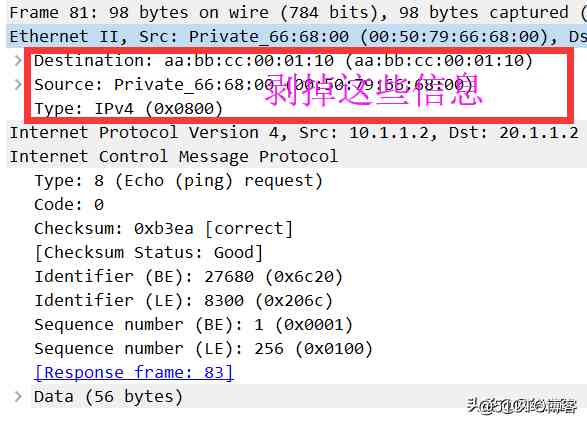 Frame 81: 98 bytes on wire (784 bits), 98 bytes captured (
Ethernet II, Src: Private_66:68:00 (00:50:79:66:68:00), Ds
Destination: aa:bb:cc:00:01:10 (aa:bb:cc:00:01:10)
Source: Private_66:68:00 (00:50:79:66:68:00)
剥掉这些信息
Type: IPv4 (0x0800)
Internet Protocol Version 4, Src: 10.1.1.2, Dst: 20.1.1.2
Internet Control Message Protocol
Type: 8 (Echo (ping) request)
Code: 0
Checksum: 0xb3ea [correct]
[Checksum Status: Good]
Identifier (BE): 27680 (0x6c20)
Identifier (LE): 8300 (0x206c)
Sequence number (BE): 1 (0x0001)
Sequence number (LE): 256 (0x0100)
[Response frame: 83]
Data (56 bytes)